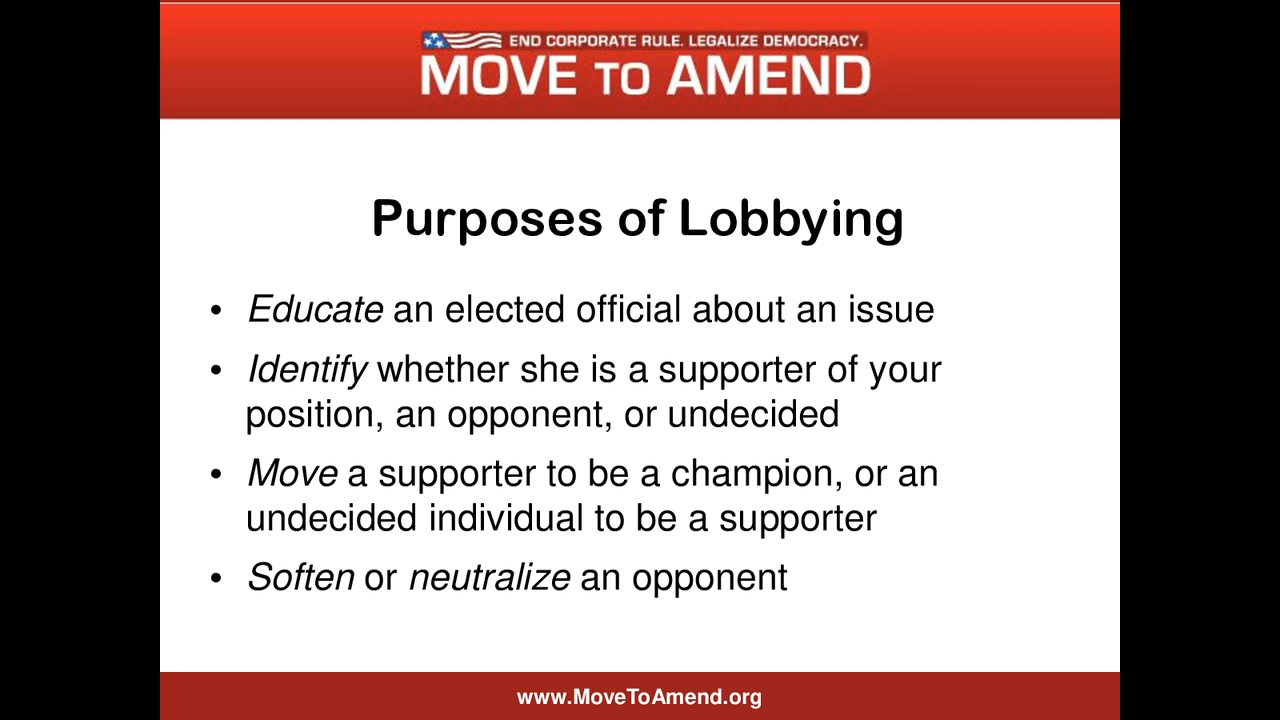 END CORPORATE RULE. LEGALIZE DEMOCRACY.
MOVE TO AMEND
Purposes of Lobbying
• Educate an elected official about an issue
• Identify whether she is a supporter of your
position, an opponent, or undecided
• Move a supporter to be a champion, or an
undecided individual to be a supporter
• Soften or neutralize an opponent
www.MoveToAmend.org